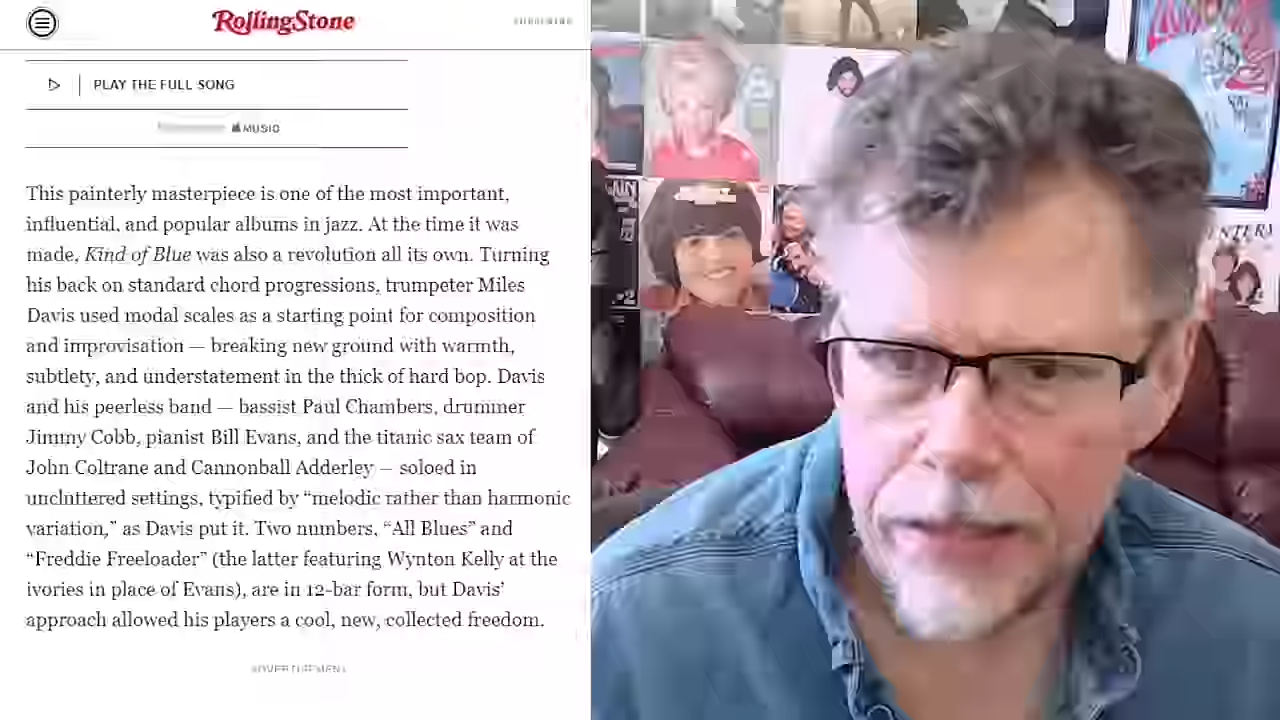 RollingStone
SUBSCRIBE
PLAY THE FULL SONG
MUSIC
This painterly masterpiece is one of the most important,
influential, and popular albums in jazz. At the time it was
made, Kind of Blue was also a revolution all its own. Turning
his back on standard chord progressions, trumpeter Miles
Davis used modal scales as a starting point for composition
and improvisation — breaking new ground with warmth,
subtlety, and understatement in the thick of hard bop. Davis
and his peerless band — bassist Paul Chambers, drummer
Jimmy Cobb, pianist Bill Evans, and the titanic sax team of
John Coltrane and Cannonball Adderley — soloed in
uncluttered settings, typified by “melodic rather than harmonic
variation,” as Davis put it. Two numbers, “All Blues” and
“Freddie Freeloader” (the latter featuring Wynton Kelly at the
ivories in place of Evans), are in 12-bar form, but Davis’
approach allowed his players a cool, new, collected freedom.
ADVERTISEMENT